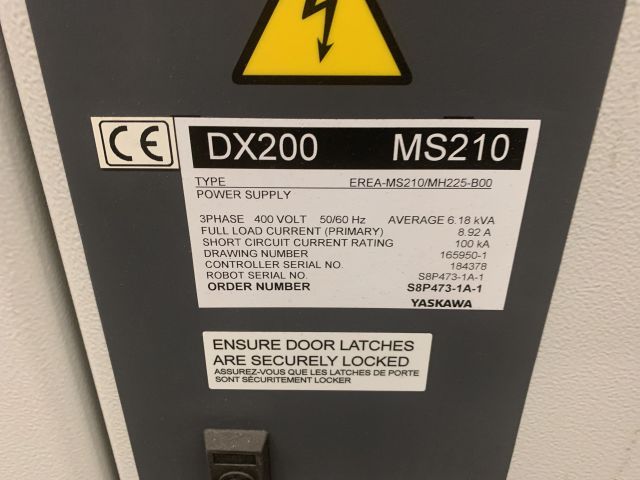 CE
DX200 MS210
TYPE EREA-MS210/MH225-B00
POWER SUPPLY
3PHASE 400 VOLT 50/60 Hz AVERAGE 6.18 kVA
FULL LOAD CURRENT (PRIMARY) 8.92 A
SHORT CIRCUIT CURRENT RATING 100 kA
DRAWING NUMBER 165950-1
CONTROLLER SERIAL NO. 184378
ROBOT SERIAL NO. S8P473-1A-1
ORDER NUMBER S8P473-1A-1
YASKAWA
ENSURE DOOR LATCHES
ARE SECURELY LOCKED
ASSUREZ-VOUS QUE LES LATCHES DE PORTE
SONT SÉCURITEMENT LOCKER